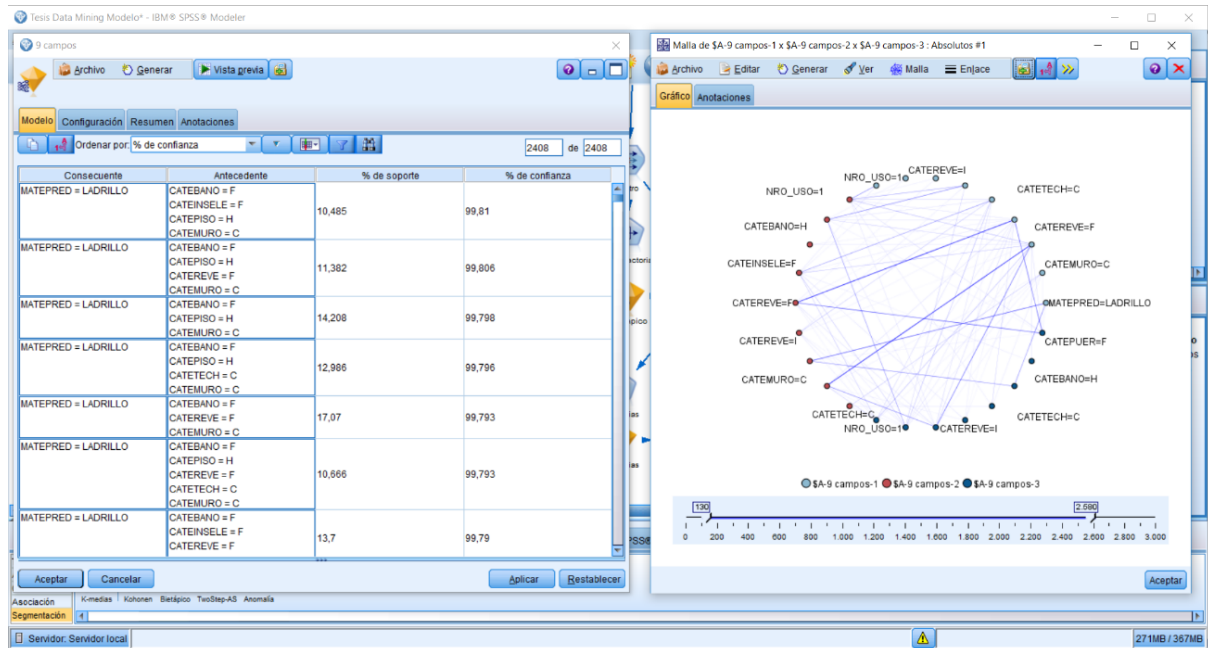 Tesis Data Mining Modelo* - IBM® SPSS® Modeler
9 campos
Archivo Generar Vista previa
Modelo Configuración Resumen Anotaciones
Ordenar por: % de confianza 2408 de 2408
Consecuente Antecedente % de soporte % de confianza
MATEPRED = LADRILLO CATEBANO = F
CATEINSELE = F
CATEPISO = H
CATEMURO = C
10,485 99,81
MATEPRED = LADRILLO CATEBANO = F
CATEPISO = H
CATEREVE = F
CATEMURO = C
11,382 99,806
MATEPRED = LADRILLO CATEBANO = F
CATEPISO = H
CATEMURO = C
14,208 99,798
MATEPRED = LADRILLO CATEBANO = F
CATEPISO = H
CATETECH = C
CATEMURO = C
12,986 99,796
MATEPRED = LADRILLO CATEBANO = F
CATEREVE = F
CATEMURO = C
17,07 99,793
MATEPRED = LADRILLO CATEBANO = F
CATEPISO = H
CATEREVE = F
CATETECH = C
CATEMURO = C
10,666 99,793
MATEPRED = LADRILLO CATEBANO = F
CATEINSELE = F
CATEREVE = F
13,7 99,79
Aceptar Cancelar Aplicar Restablecer
Malla de $A-9 campos-1 x $A-9 campos-2 x $A-9 campos-3 : Absolutos #1
Archivo Editar Generar Ver Malla Enlace
Gráfico Anotaciones
CATEREVE=I
NRO_USO=1
NRO_USO=1
CATETECH=C
CATEBANO=H
CATEREVE=F
CATEINSELE=F
CATEMURO=C
CATEREVE=F
MATEPRED=LADRILLO
CATEREVE=I
CATEPUER=F
CATEMURO=C
CATEBANO=H
CATETECH=C
CATETECH=C
NRO_USO=1
CATEREVE=I
$A-9 campos-1 $A-9 campos-2 $A-9 campos-3
130 2.580
0 200 400 600 800 1.000 1.200 1.400 1.600 1.800 2.000 2.200 2.400 2.600 2.800 3.000
Aceptar
Asociación
Segmentación
K-medias Kohonen Bietápico TwoStep-AS Anomalía
Servidor: Servidor local
271MB / 367MB